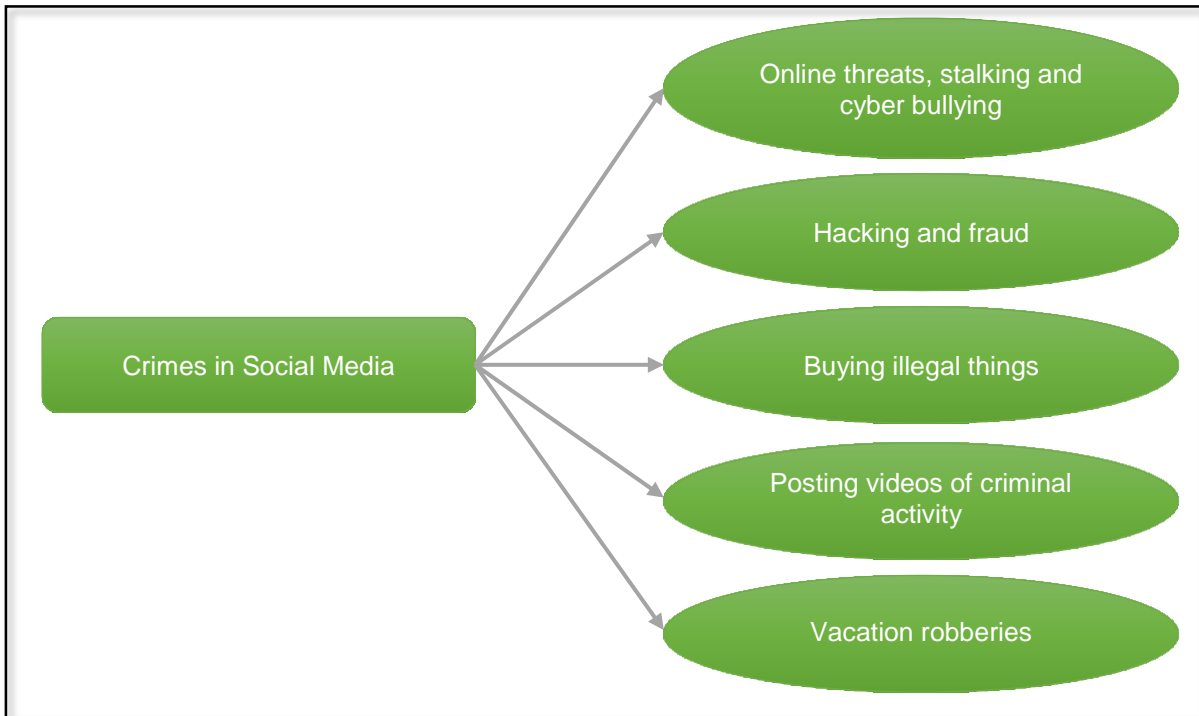 Online threats, stalking and
cyber bullying
Hacking and fraud
Crimes in Social Media
Buying illegal things
Posting videos of criminal
activity
Vacation robberies